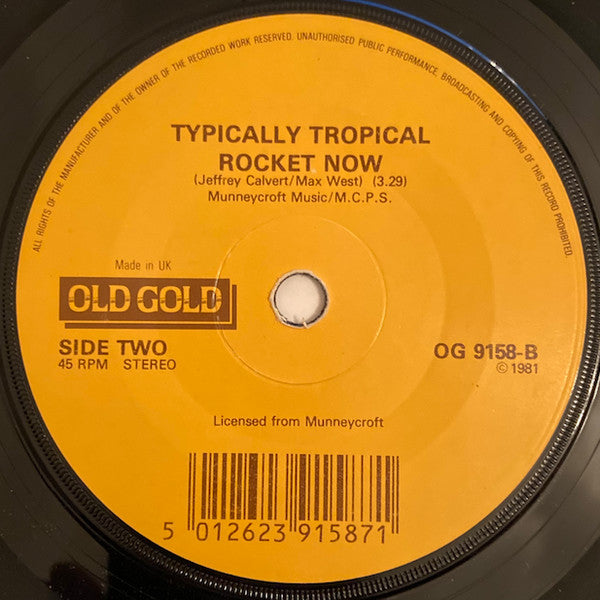 ALL RIGHTS OF THE MANUFACTURER AND OF THE OWNER OF THE RECORDED WORK RESERVED. UNAUTHORISED PUBLIC PERFORMANCE, BROADCASTING AND COPYING OF THIS RECORD PROHIBITED.
TYPICALLY TROPICAL
ROCKET NOW
(Jeffrey Calvert/Max West) (3.29)
Munneycroft Music/M.C.P.S.
Made in UK
OLD GOLD
SIDE TWO
45 RPM STEREO
OG 9158-B
©1981
Licensed from Munneycroft
5 012623 915871